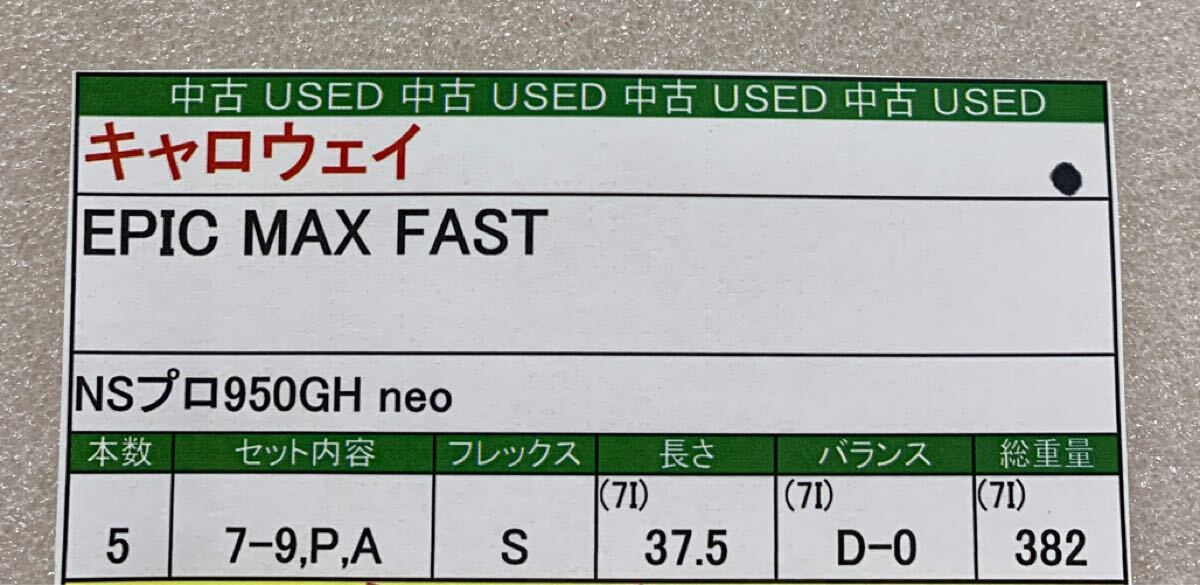 中古 USED 中古 USED 中古 USED 中古 USED
キャロウェイ
EPIC MAX FAST
NSプロ950GH neo
本数 セット内容 フレックス 長さ バランス 総重量
(7I) (7I) (7I)
5 7-9,P,A S 37.5 D-0 382